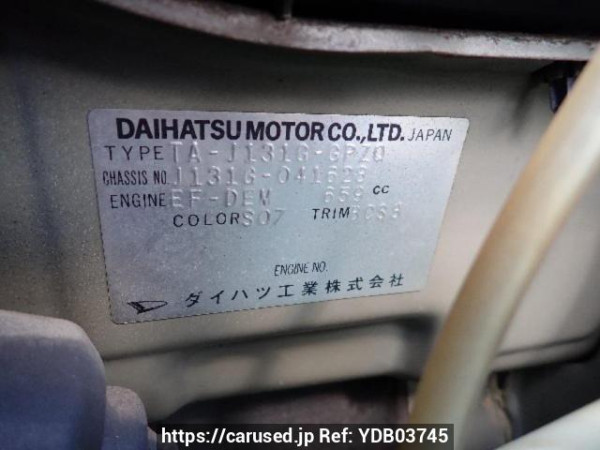 DAIHATSU MOTOR CO., LTD. JAPAN
TYPE TA-J131G-GPZ0
CHASSIS NO. J131G-041623
ENGINE EF-DEM 659 CC
COLOR S07 TRIM
ENGINE NO.
ダイハツ工業株式会社
https://carused.jp Ref: YDB03745